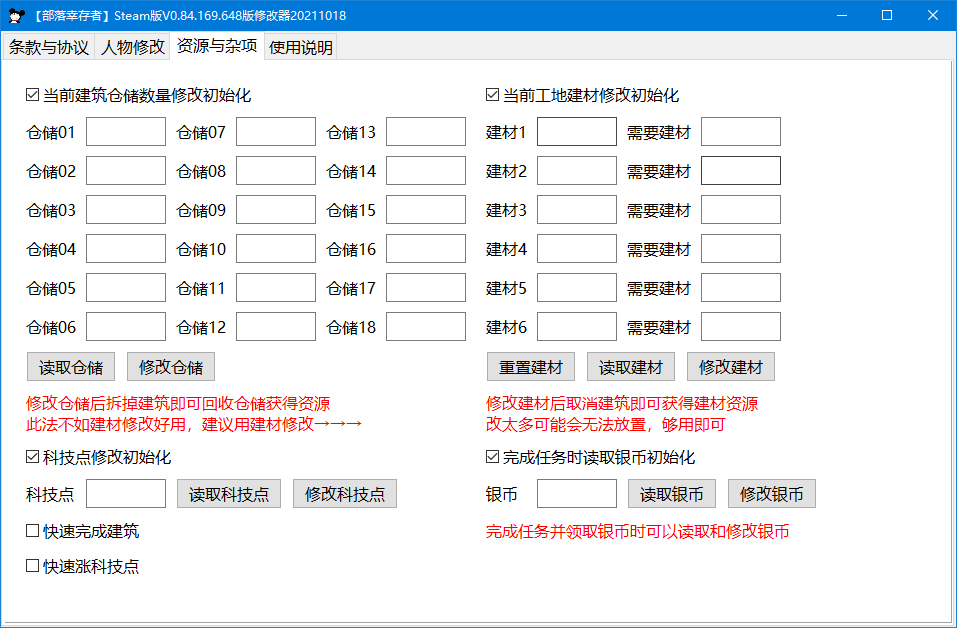 【部落幸存者】Steam版V0.84.169.648版修改器20211018
条款与协议 人物修改 资源与杂项 使用说明
当前建筑仓储数量修改初始化 当前工地建材修改初始化
仓储01 仓储07 仓储13 建材1 需要建材
仓储02 仓储08 仓储14 建材2 需要建材
仓储03 仓储09 仓储15 建材3 需要建材
仓储04 仓储10 仓储16 建材4 需要建材
仓储05 仓储11 仓储17 建材5 需要建材
仓储06 仓储12 仓储18 建材6 需要建材
读取仓储 修改仓储 重置建材 读取建材 修改建材
修改仓储后拆掉建筑即可回收仓储获得资源 修改建材后取消建筑即可获得建材资源
此法不如建材修改好用，建议用建材修改→→→ 改太多可能会无法放置，够用即可
科技点修改初始化 完成任务时读取银币初始化
科技点 读取科技点 修改科技点 银币 读取银币 修改银币
快速完成建筑 完成任务并领取银币时可以读取和修改银币
快速涨科技点